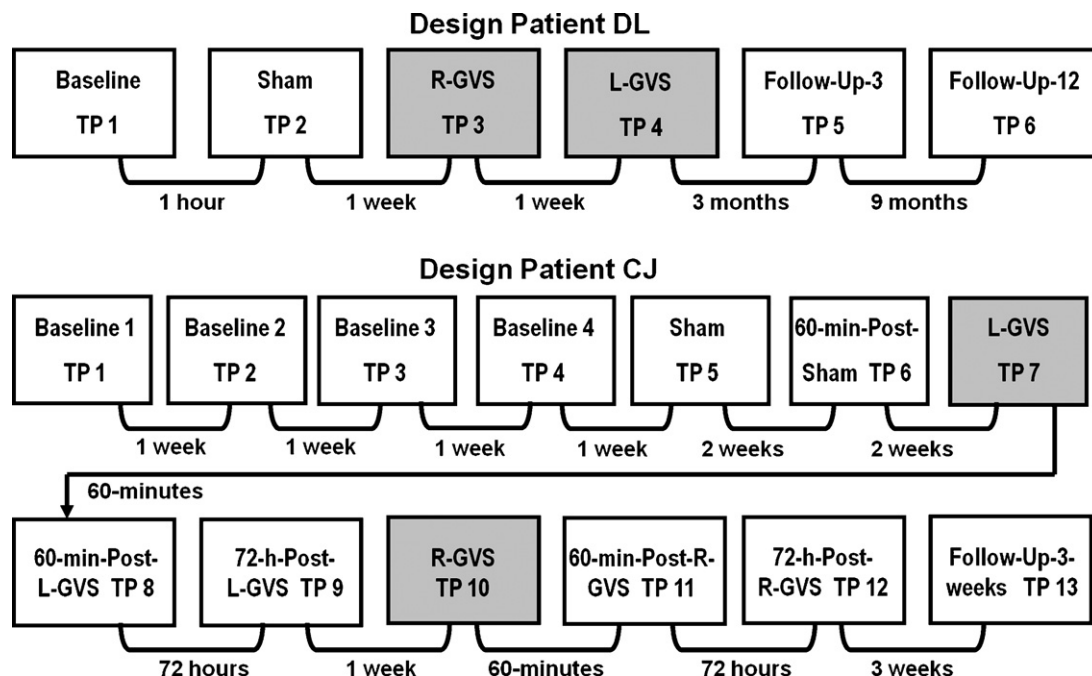 Design Patient DL
Baseline
TP 1
Sham
TP 2
R-GVS
TP 3
L-GVS
TP 4
Follow-Up-3
TP 5
Follow-Up-12
TP 6
1 hour
1 week
1 week
3 months
9 months
Design Patient CJ
Baseline 1
TP 1
Baseline 2
TP 2
Baseline 3
TP 3
Baseline 4
TP 4
Sham
TP 5
60-min-Post-
Sham TP 6
L-GVS
TP 7
1 week
1 week
1 week
1 week
2 weeks
2 weeks
60-minutes
60-min-Post-
L-GVS TP 8
72-h-Post-
L-GVS TP 9
R-GVS
TP 10
60-min-Post-R-
GVS TP 11
72-h-Post-
R-GVS TP 12
Follow-Up-3-
weeks TP 13
72 hours
1 week
60-minutes
72 hours
3 weeks